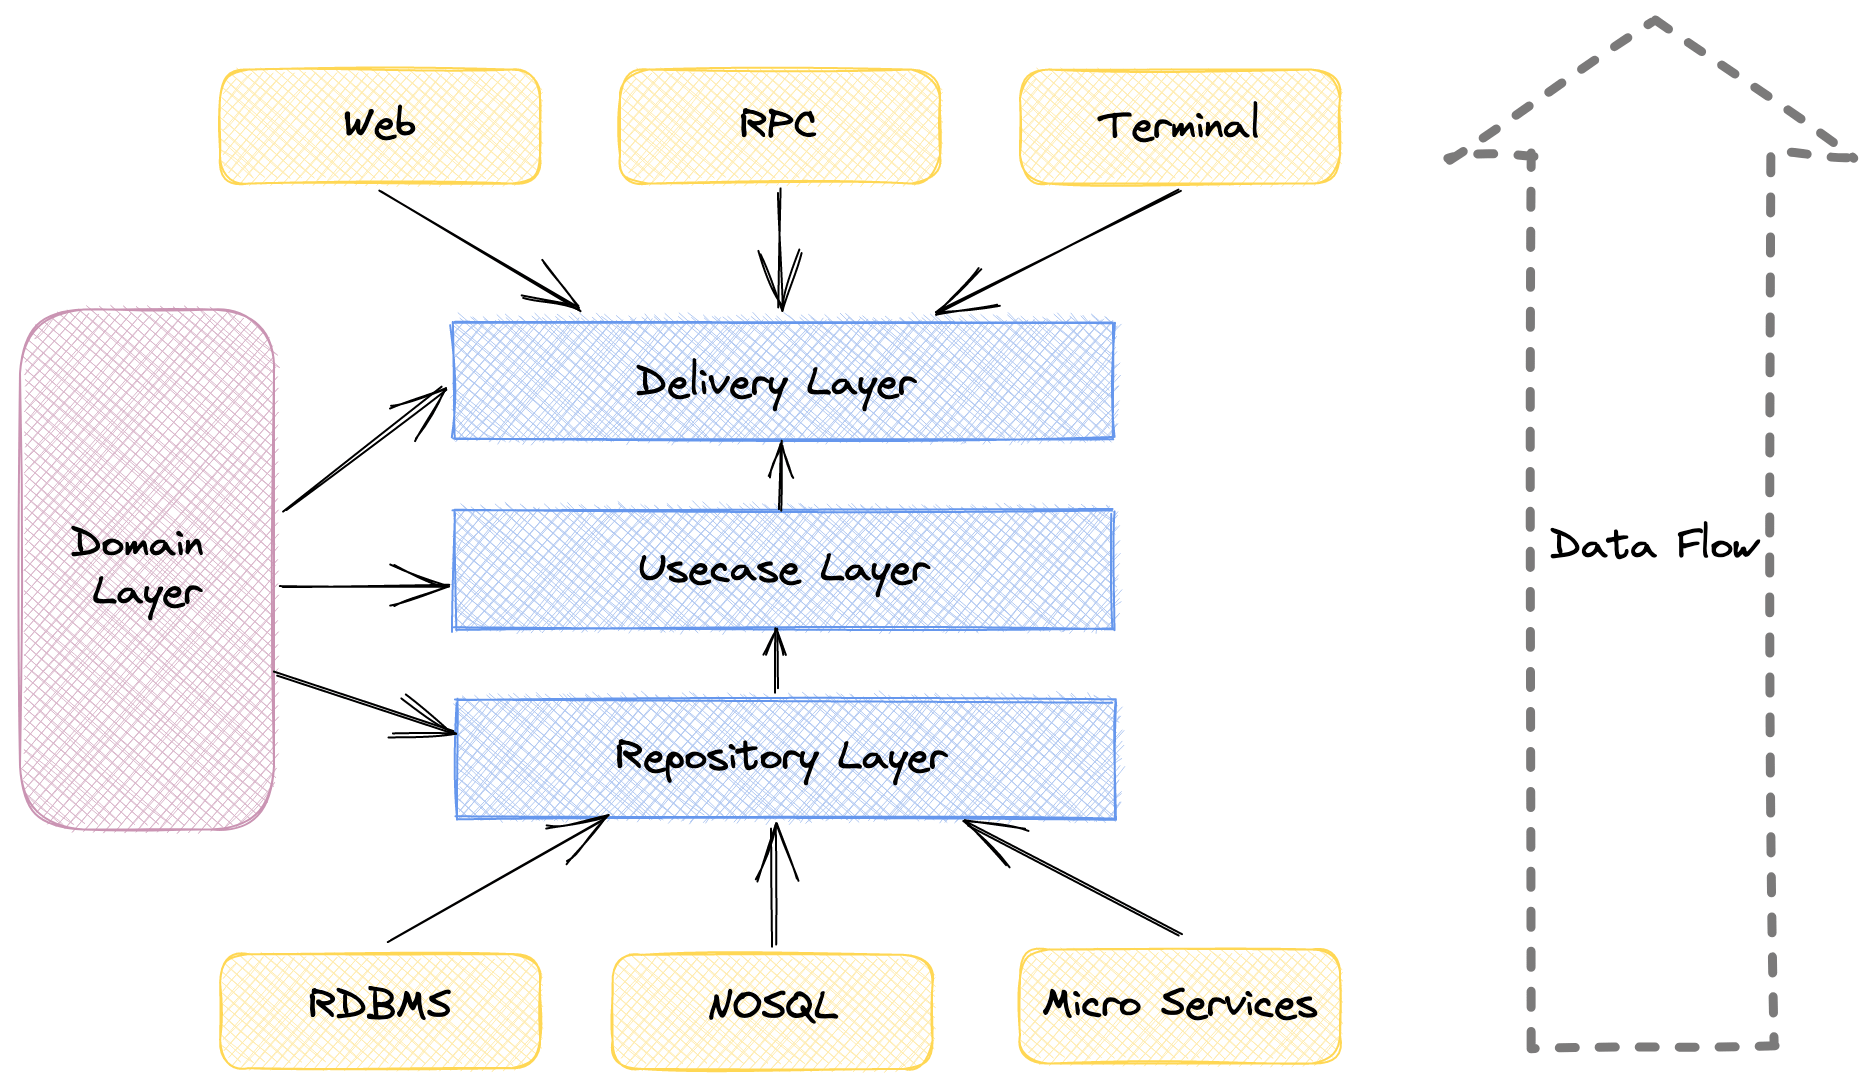 Web
RPC
Terminal
Delivery Layer
Domain
Layer
Usecase Layer
Data Flow
Repository Layer
RDBMS
NOSQL
Micro Services